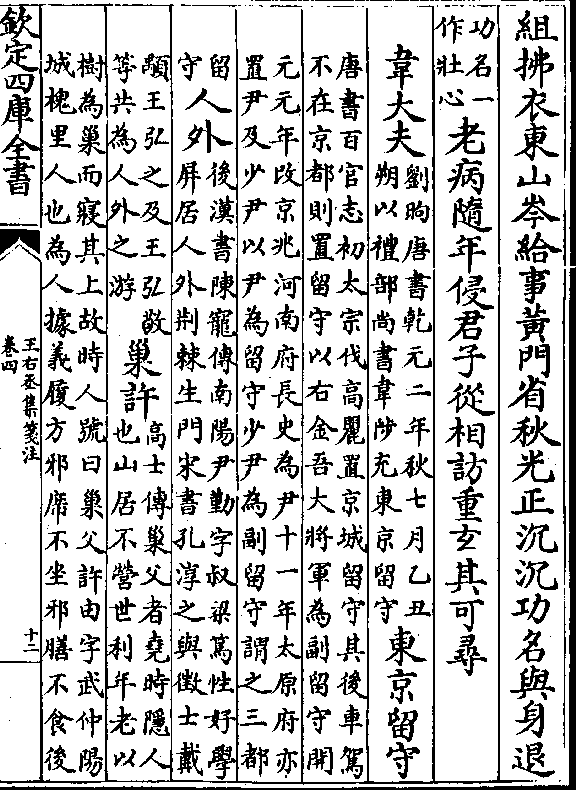 組拂衣東山岑給事黃門省秋光正沉沉功名與身退
功名一
作壯心
老病隨年侵君子從相訪重玄其可尋
韋大夫
劉昫唐書乾元二年秋七月乙丑
朔以禮部尚書韋陟充東京留守
東京留守
唐書百官志初太宗伐高麗置京城留守其後車駕
不在京都則置留守以右金吾大將軍為副留守開
元元年改京兆河南府長史為尹十一年太原府亦
置尹及少尹以尹為留守少尹為副留守謂之三都
留
守
人外
後漢書陳寵傳南陽尹勤字叔梁篤性好學
屏居人外荆棘生門宋書孔淳之與徵士戴
顒王弘之及王弘敬
等共為人外之游
巢許
高士傳巢父者堯時隱人
也山居不營世利年老以
樹為巢而寢其上故時人號曰巢父許由字武仲陽
城槐里人也為人據義履方邪席不坐邪膳不食後
欽定四庫全書
王右丞集箋注
卷四
十二